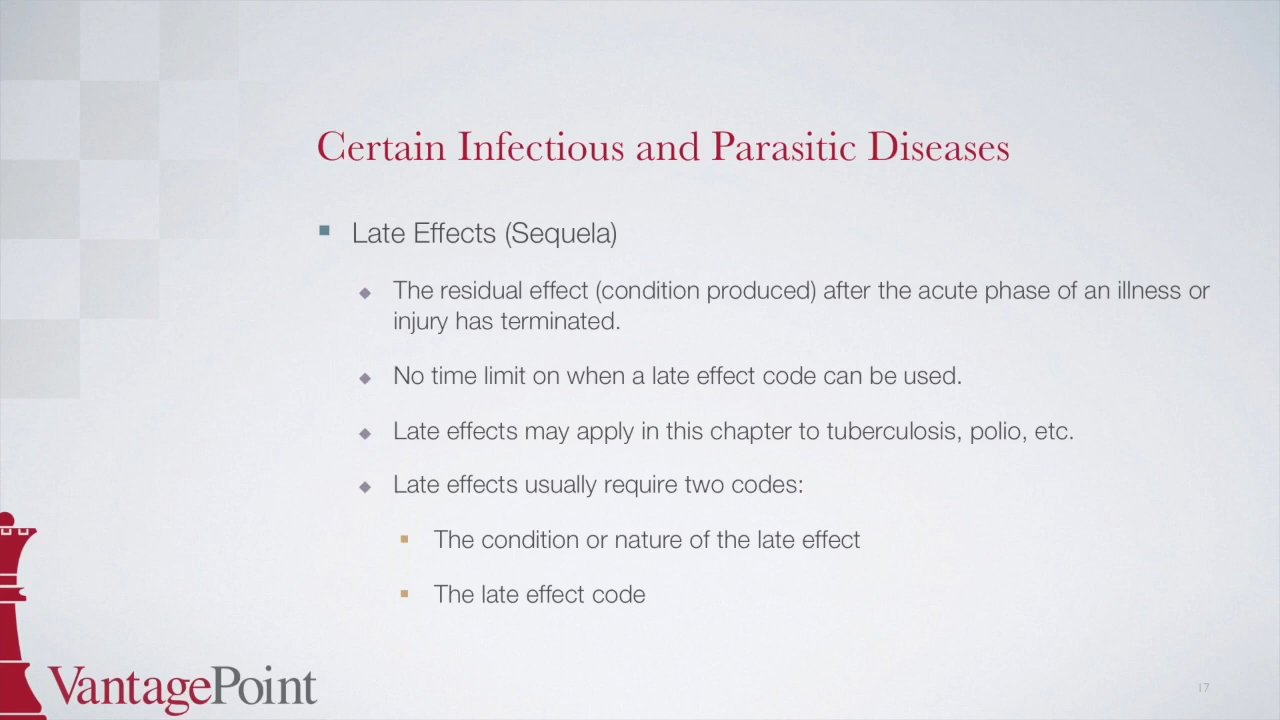 Certain Infectious and Parasitic Diseases
Late Effects (Sequela)
The residual effect (condition produced) after the acute phase of an illness or
injury has terminated.
No time limit on when a late effect code can be used.
Late effects may apply in this chapter to tuberculosis, polio, etc.
Late effects usually require two codes:
The condition or nature of the late effect
The late effect code
VantagePoint
17